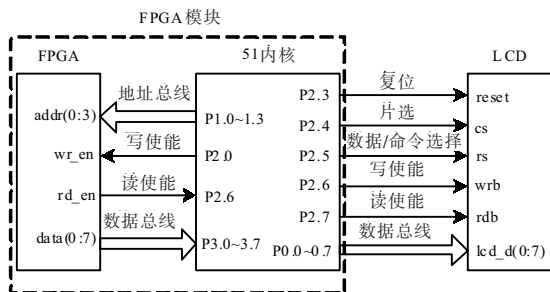 FPGA模块
FPGA
51内核
LCD
addr(0:3)
地址总线
P1.0~1.3
P2.3
复位
reset
P2.4
片选
cs
wr_en
写使能
P2.0
P2.5
数据/命令选择
rs
rd_en
读使能
P2.6
P2.6
写使能
wrb
P2.7
读使能
rdb
data(0:7)
数据总线
P3.0~3.7
P0.0~0.7
数据总线
lcd_d(0:7)